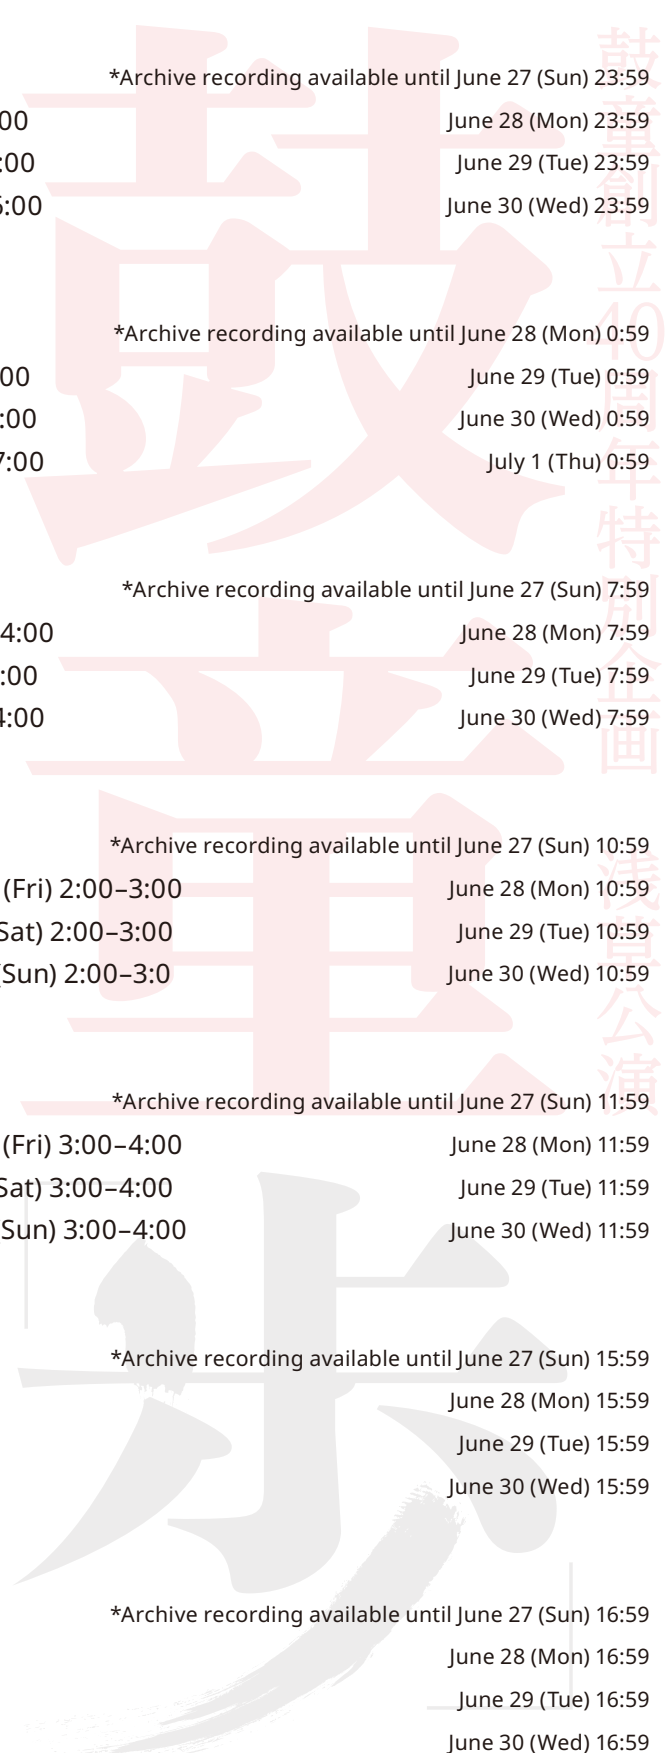 *Archive recording available until June 27 (Sun) 23:59
00 June 28 (Mon) 23:59
:00 June 29 (Tue) 23:59
6:00 June 30 (Wed) 23:59
*Archive recording available until June 28 (Mon) 0:59
00 June 29 (Tue) 0:59
:00 June 30 (Wed) 0:59
7:00 July 1 (Thu) 0:59
*Archive recording available until June 27 (Sun) 7:59
4:00 June 28 (Mon) 7:59
:00 June 29 (Tue) 7:59
4:00 June 30 (Wed) 7:59
*Archive recording available until June 27 (Sun) 10:59
(Fri) 2:00–3:00 June 28 (Mon) 10:59
Sat) 2:00–3:00 June 29 (Tue) 10:59
(Sun) 2:00–3:0 June 30 (Wed) 10:59
*Archive recording available until June 27 (Sun) 11:59
(Fri) 3:00–4:00 June 28 (Mon) 11:59
Sat) 3:00–4:00 June 29 (Tue) 11:59
Sun) 3:00–4:00 June 30 (Wed) 11:59
*Archive recording available until June 27 (Sun) 15:59
June 28 (Mon) 15:59
June 29 (Tue) 15:59
June 30 (Wed) 15:59
*Archive recording available until June 27 (Sun) 16:59
June 28 (Mon) 16:59
June 29 (Tue) 16:59
June 30 (Wed) 16:59
鼓童創立40周年特別企画 浅草公演
鼓童
「歩」